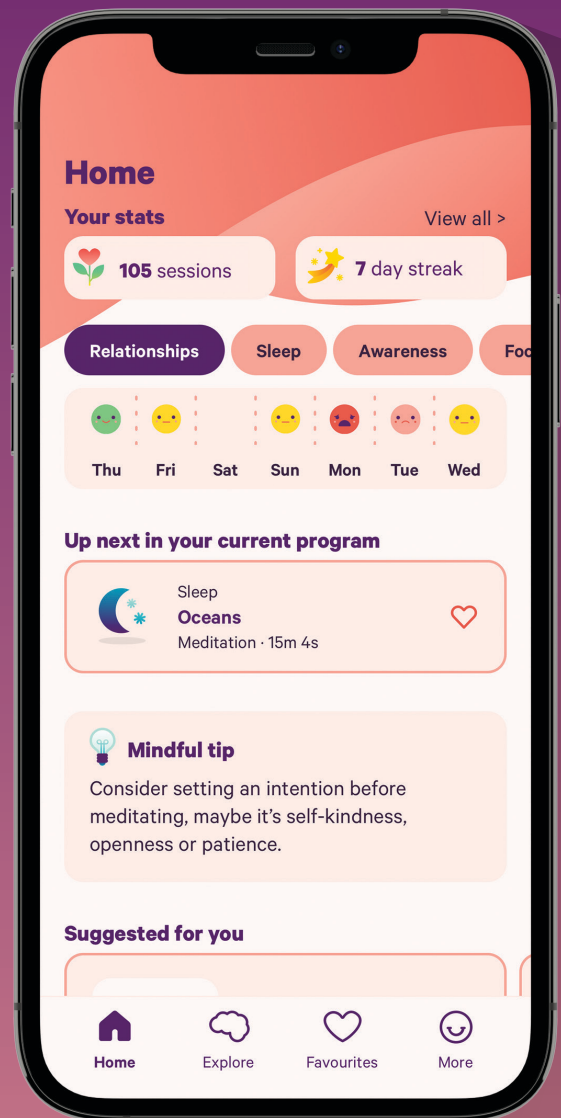 Home
Your stats
View all >
105 sessions
7 day streak
Relationships
Sleep
Awareness
Foc
Thu
Fri
Sat
Sun
Mon
Tue
Wed
Up next in your current program
Sleep
Oceans
Meditation · 15m 4s
Mindful tip
Consider setting an intention before
meditating, maybe it's self-kindness,
openness or patience.
Suggested for you
Home
Explore
Favourites
More